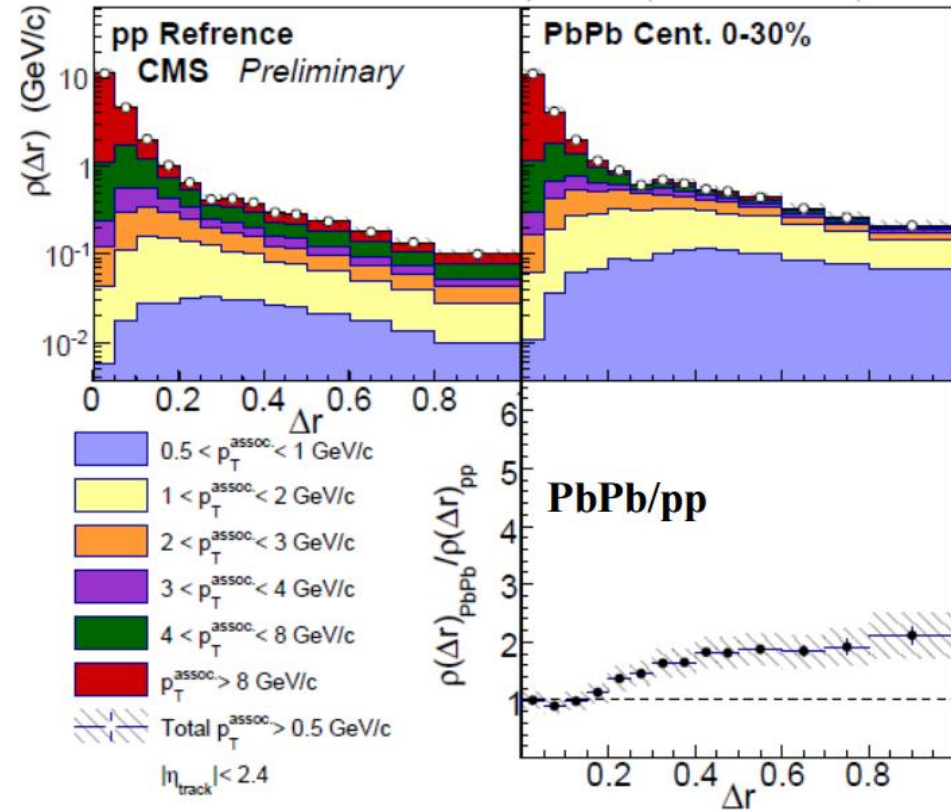 pp Refrence
CMS Preliminary
PbPb Cent. 0-30%
ρ(Δr) (GeV/c)
10
1
10⁻¹
10⁻²
0 0.2 0.4 0.6 0.8
Δr
0.5 < p_T^assoc. < 1 GeV/c
1 < p_T^assoc. < 2 GeV/c
2 < p_T^assoc. < 3 GeV/c
3 < p_T^assoc. < 4 GeV/c
4 < p_T^assoc. < 8 GeV/c
p_T^assoc. > 8 GeV/c
Total p_T^assoc. > 0.5 GeV/c
|η_track| < 2.4
ρ(Δr)_PbPb/ρ(Δr)_pp
6
5
4
3
2
1
PbPb/pp
0.2 0.4 0.6 0.8
Δr